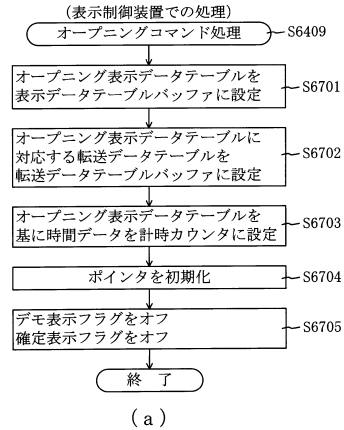 (表示制御装置での処理)
オープニングコマンド処理
S6409
オープニング表示データテーブルを
表示データテーブルバッファに設定
S6701
オープニング表示データテーブルに
対応する転送データテーブルを
転送データテーブルバッファに設定
S6702
オープニング表示データテーブルを
基に時間データを計時カウンタに設定
S6703
ポインタを初期化
S6704
デモ表示フラグをオフ
確定表示フラグをオフ
S6705
終 了
(a)